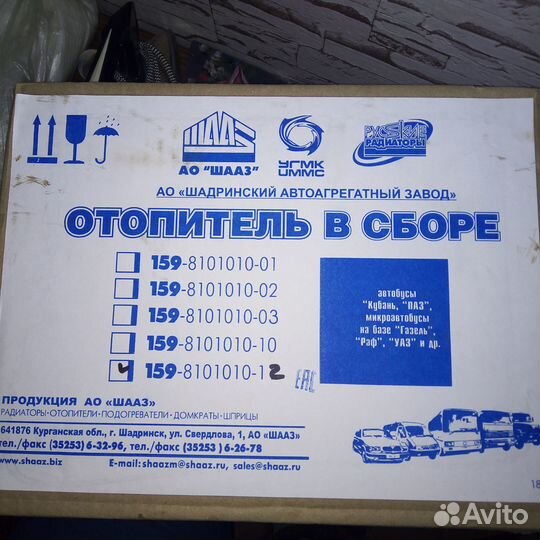 ШААЗ
АО "ШААЗ"
УГМК
UMMC
РУССКИЕ
РАДИАТОРЫ
АО «ШАДРИНСКИЙ АВТОАГРЕГАТНЫЙ ЗАВОД»
ОТОПИТЕЛЬ В СБОРЕ
159-8101010-01
159-8101010-02
159-8101010-03
159-8101010-10
ч 159-8101010-12
EAC
автобусы
"Кубань, "ПАЗ",
микроавтобусы
на базе "Газель",
"Раф", "УАЗ" и др.
ПРОДУКЦИЯ АО «ШААЗ»
РАДИАТОРЫ·ОТОПИТЕЛИ·ПОДОГРЕВАТЕЛИ·ДОМКРАТЫ·ШПРИЦЫ
641876 Курганская обл., г. Шадринск, ул. Свердлова, 1, АО «ШААЗ»
тел./факс (35253) 6-32-96, тел./факс (35253 ) 6-26-78
www.shaaz.biz E-mail: shaazm@shaaz.ru, sales@shaaz.ru
18
Avito